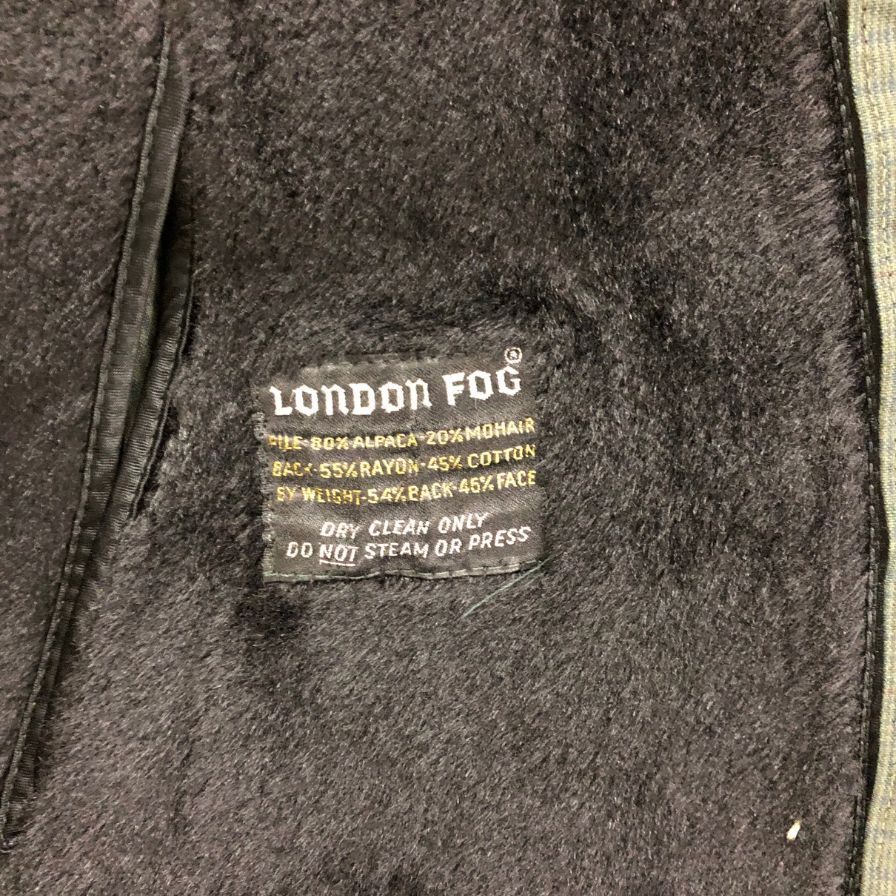 LONDON FOG®
PILE-80% ALPACA-20% MOHAIR
BACK-55% RAYON-45% COTTON
BY WEIGHT-54% BACK-46% FACE
DRY CLEAN ONLY
DO NOT STEAM OR PRESS